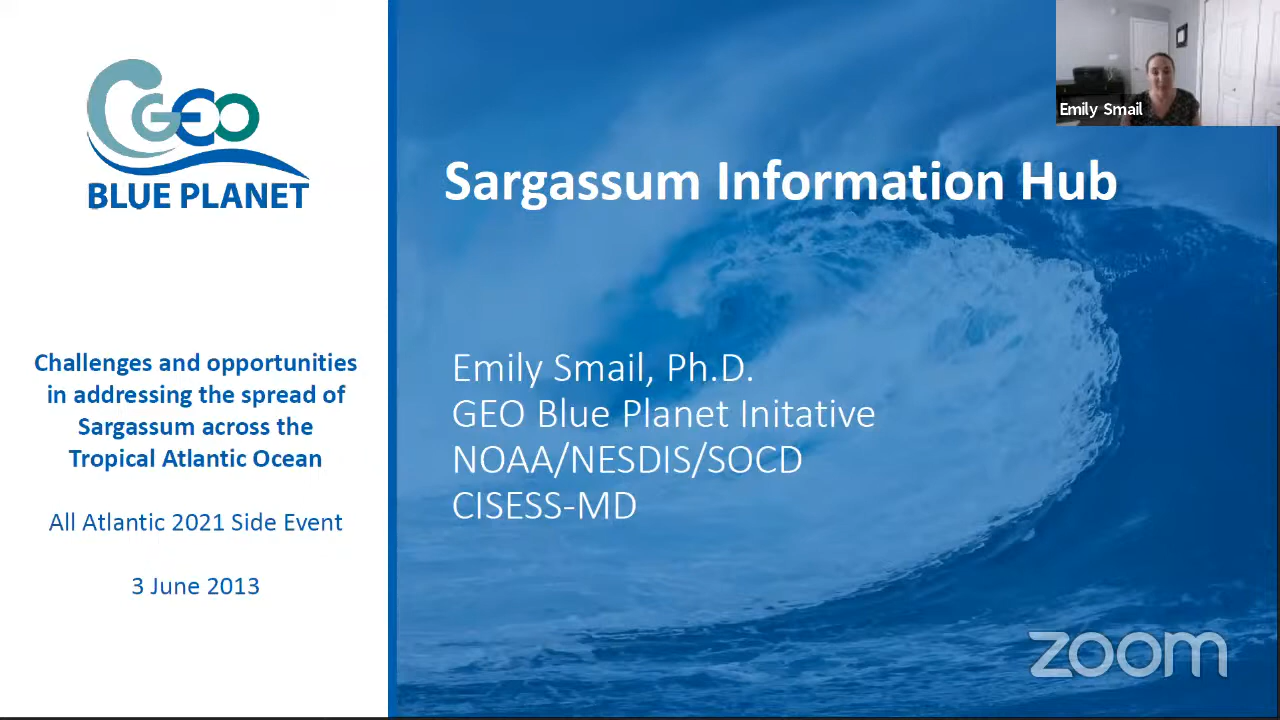 GEO
BLUE PLANET
Challenges and opportunities
in addressing the spread of
Sargassum across the
Tropical Atlantic Ocean
All Atlantic 2021 Side Event
3 June 2013
Sargassum Information Hub
Emily Smail, Ph.D.
GEO Blue Planet Initative
NOAA/NESDIS/SOCD
CISESS-MD
Emily Smail
zoom